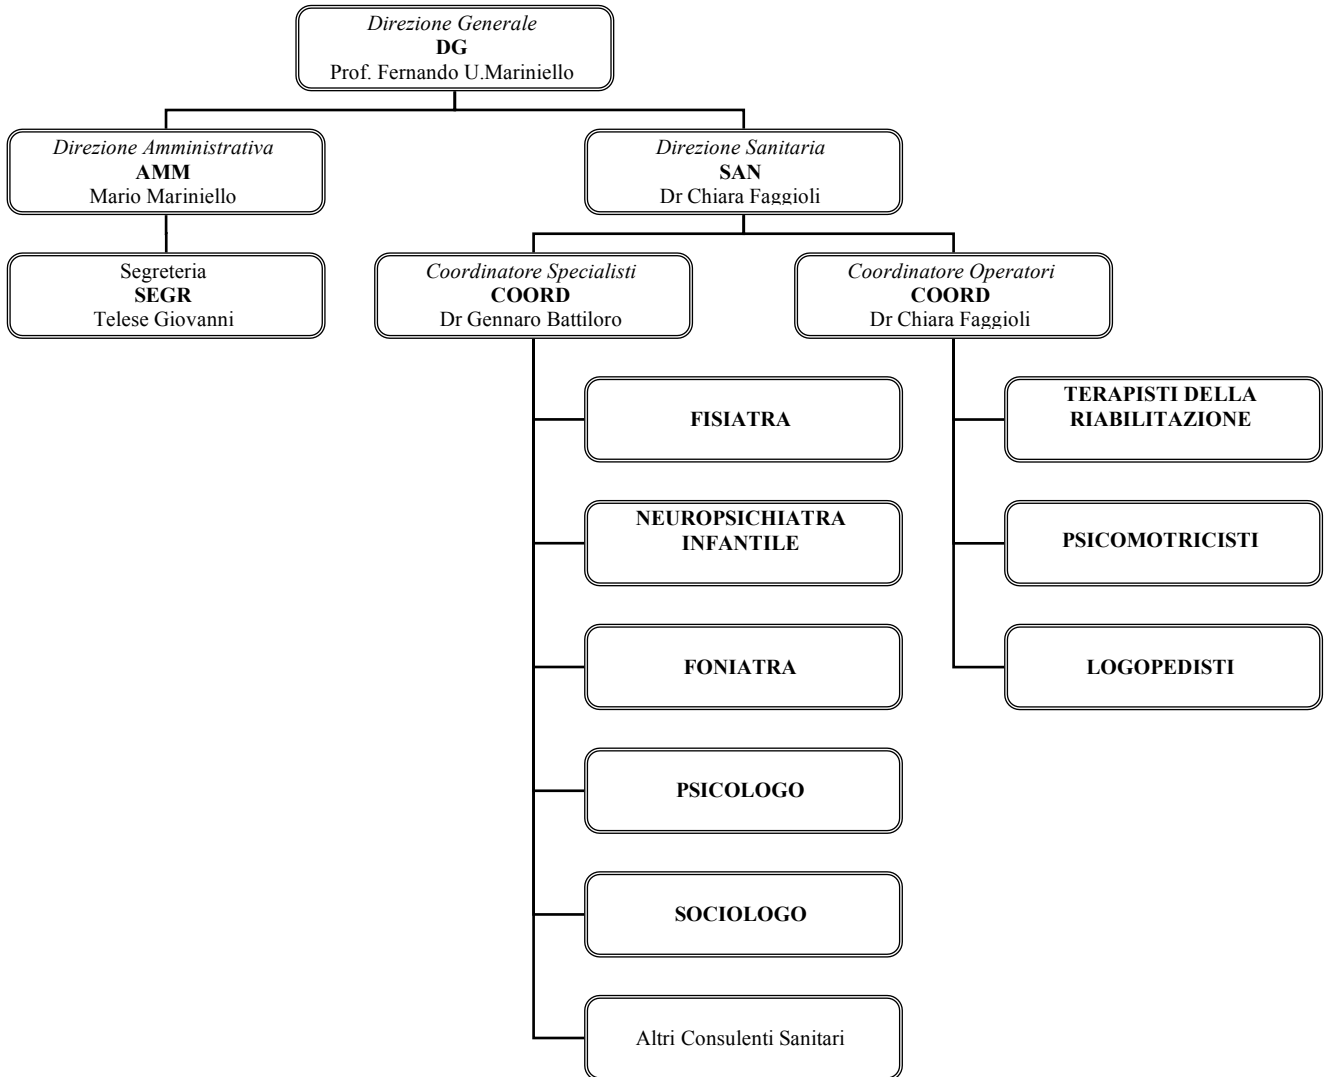 Direzione Generale
DG
Prof. Fernando U.Mariniello
Direzione Amministrativa
AMM
Mario Mariniello
Direzione Sanitaria
SAN
Dr Chiara Faggioli
Segreteria
SEGR
Telese Giovanni
Coordinatore Specialisti
COORD
Dr Gennaro Battiloro
Coordinatore Operatori
COORD
Dr Chiara Faggioli
FISIATRA
NEUROPSICHIATRA
INFANTILE
FONIATRA
PSICOLOGO
SOCIOLOGO
Altri Consulenti Sanitari
TERAPISTI DELLA
RIABILITAZIONE
PSICOMOTRICISTI
LOGOPEDISTI